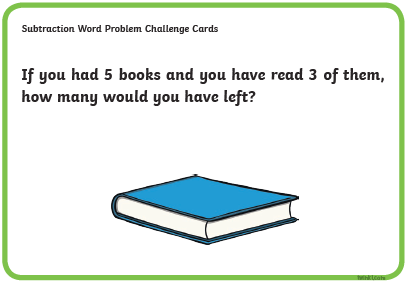 Subtraction Word Problem Challenge Cards
If you had 5 books and you have read 3 of them,
how many would you have left?